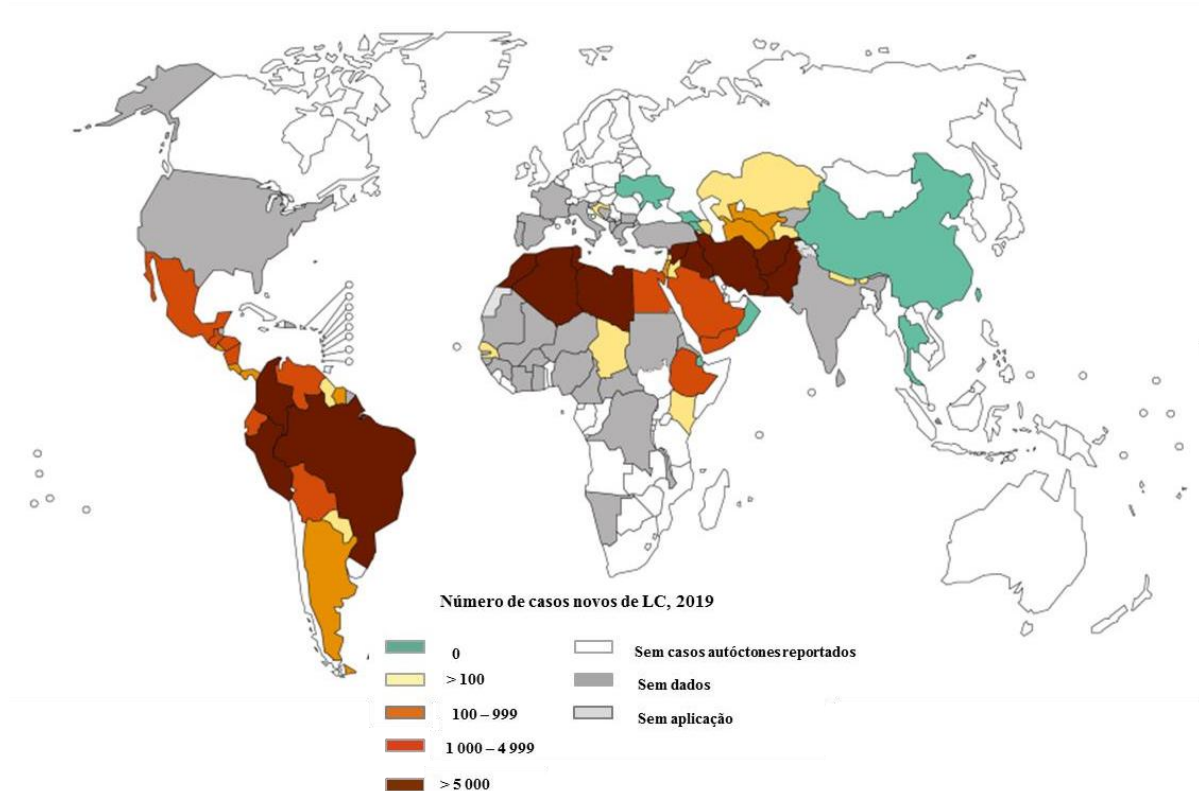 Número de casos novos de LC, 2019
0
> 100
100 – 999
1 000 – 4 999
> 5 000
Sem casos autóctones reportados
Sem dados
Sem aplicação